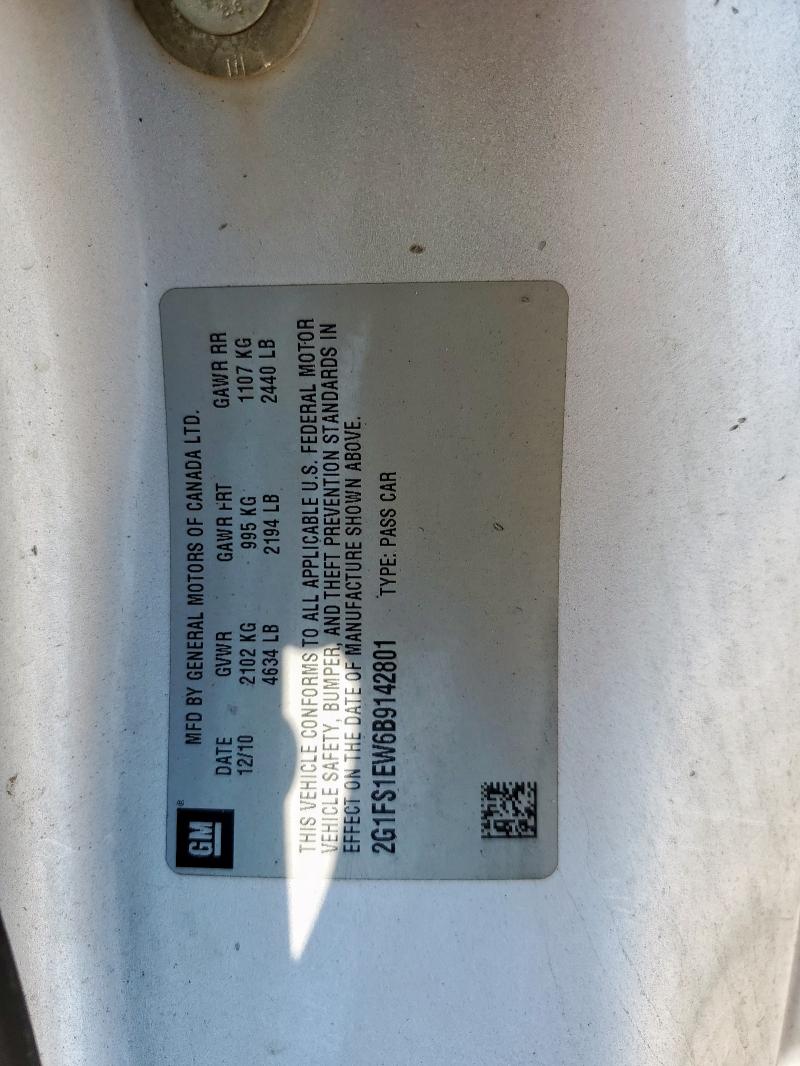 GM®
MFD BY GENERAL MOTORS OF CANADA LTD.
DATE GVWR GAWR FRT GAWR RR
12/10 2102 KG 995 KG 1107 KG
4634 LB 2194 LB 2440 LB
THIS VEHICLE CONFORMS TO ALL APPLICABLE U.S. FEDERAL MOTOR
VEHICLE SAFETY, BUMPER, AND THEFT PREVENTION STANDARDS IN
EFFECT ON THE DATE OF MANUFACTURE SHOWN ABOVE.
2G1FS1EW6B9142801 TYPE: PASS CAR